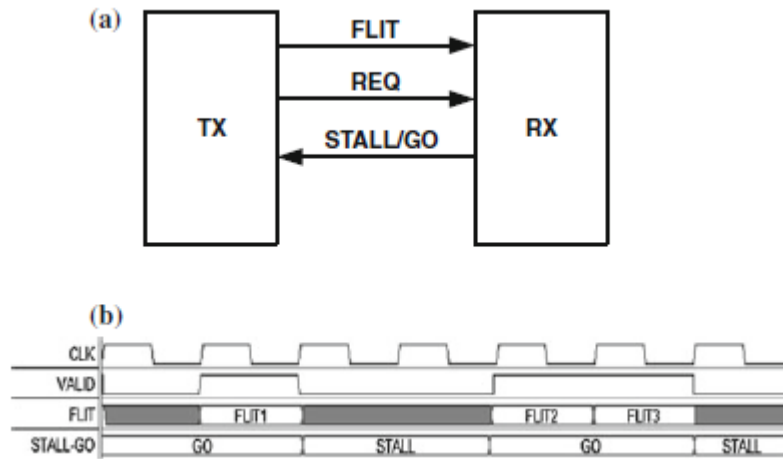 (a)
FLIT
REQ
TX
RX
STALL/GO
(b)
CLK
VALID
FLIT FLIT1 FLIT2 FLIT3
STALL-GO GO STALL GO STALL